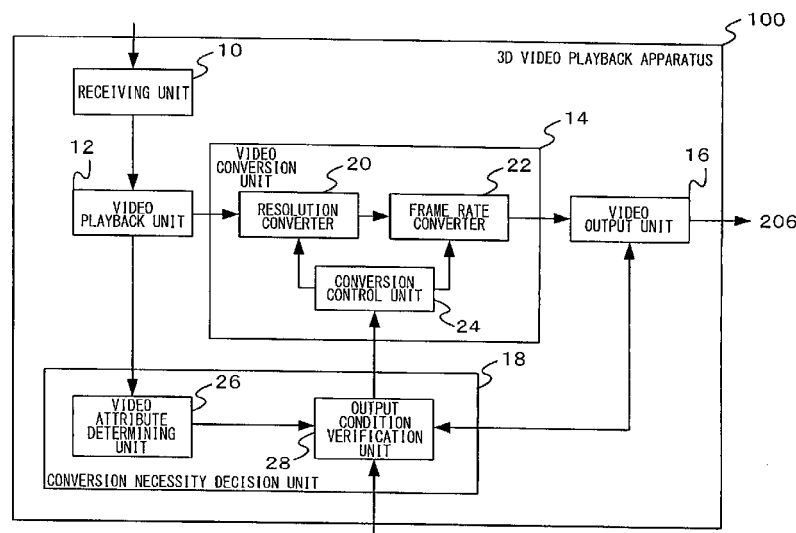 100
3D VIDEO PLAYBACK APPARATUS
10
RECEIVING UNIT
12
VIDEO
PLAYBACK UNIT
14
VIDEO
CONVERSION
UNIT
20
RESOLUTION
CONVERTER
22
FRAME RATE
CONVERTER
16
VIDEO
OUTPUT UNIT
206
CONVERSION
CONTROL UNIT
24
18
26
VIDEO
ATTRIBUTE
DETERMINING
UNIT
OUTPUT
CONDITION
VERIFICATION
UNIT
28
CONVERSION NECESSITY DECISION UNIT